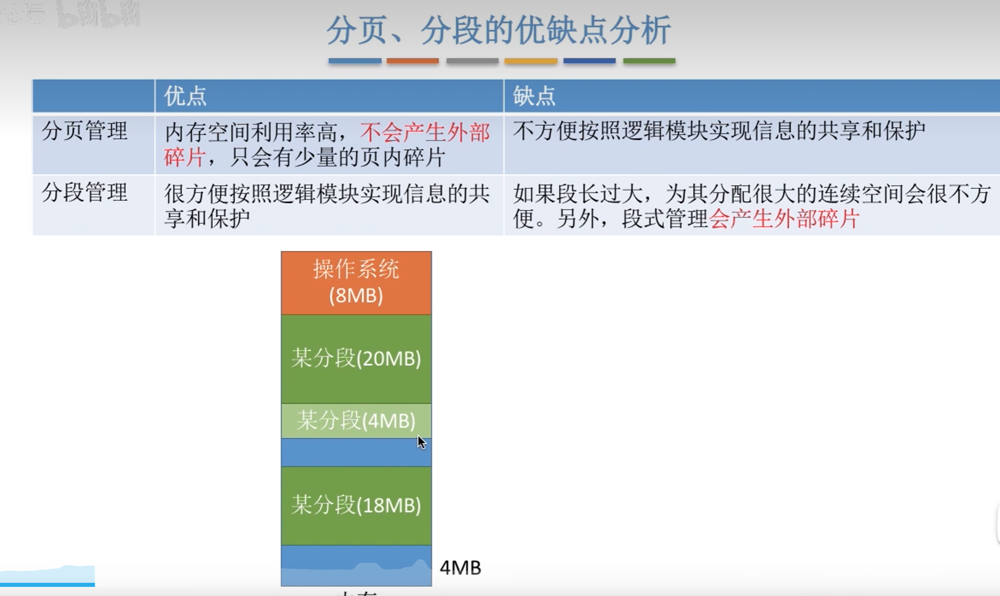 论坛 bilibili
分页、分段的优缺点分析
优点 缺点
分页管理 内存空间利用率高，不会产生外部 不方便按照逻辑模块实现信息的共享和保护
碎片，只会有少量的页内碎片
分段管理 很方便按照逻辑模块实现信息的共 如果段长过大，为其分配很大的连续空间会很不方
享和保护 便。另外，段式管理会产生外部碎片
操作系统
(8MB)
某分段(20MB)
某分段(4MB)
某分段(18MB)
4MB